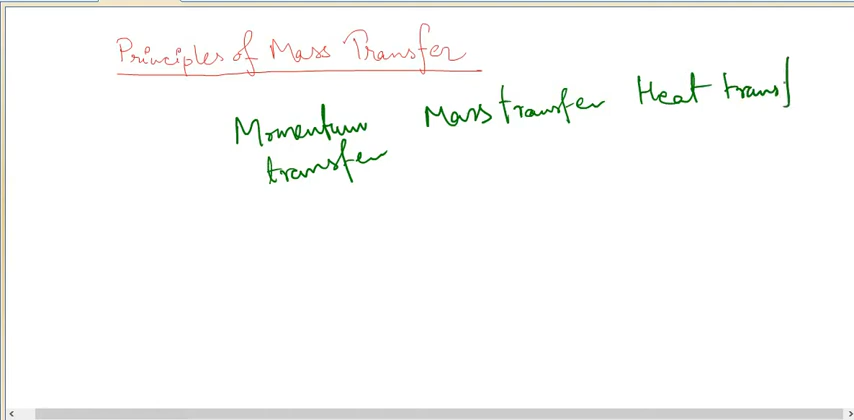 Principles of Mass Transfer
Momentum Mass transfer Heat transf
transfer